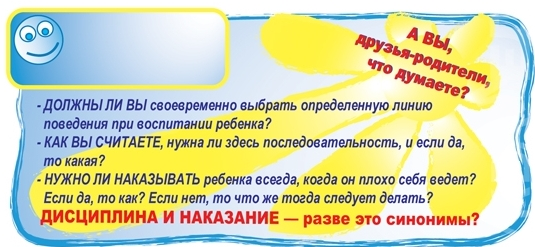 А ВЫ,
друзья-родители,
что думаете?
- ДОЛЖНЫ ЛИ ВЫ своевременно выбрать определенную линию
поведения при воспитании ребенка?
- КАК ВЫ СЧИТАЕТЕ, нужна ли здесь последовательность, и если да,
то какая?
- НУЖНО ЛИ НАКАЗЫВАТЬ ребенка всегда, когда он плохо себя ведет?
Если да, то как? Если нет, то что же тогда следует делать?
ДИСЦИПЛИНА И НАКАЗАНИЕ — разве это синонимы?